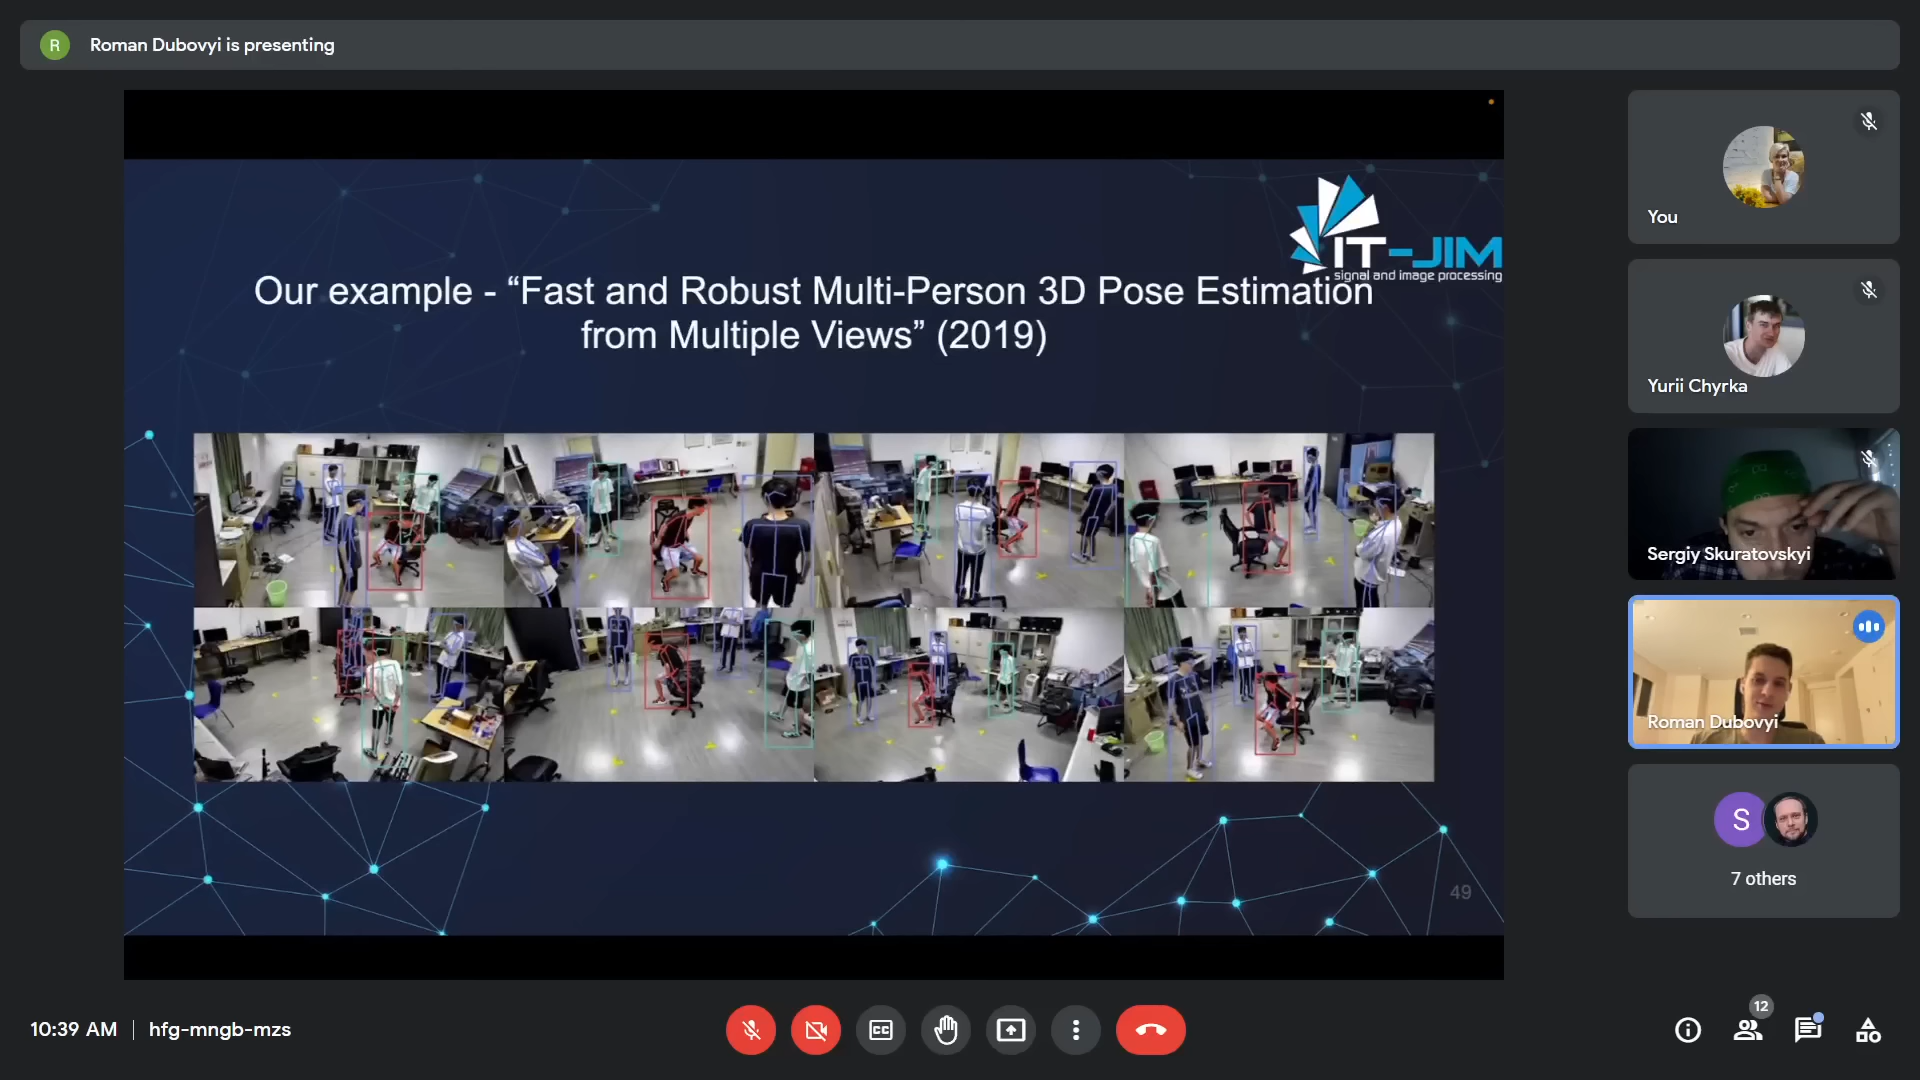 R
Roman Dubovyi is presenting
IT-JIM
signal and image processing
Our example - “Fast and Robust Multi-Person 3D Pose Estimation
from Multiple Views” (2019)
49
You
Yurii Chyrka
Sergiy Skuratovskyi
Roman Dubovyi
S
7 others
10:39 AM | hfg-mngb-mzs
CC
12